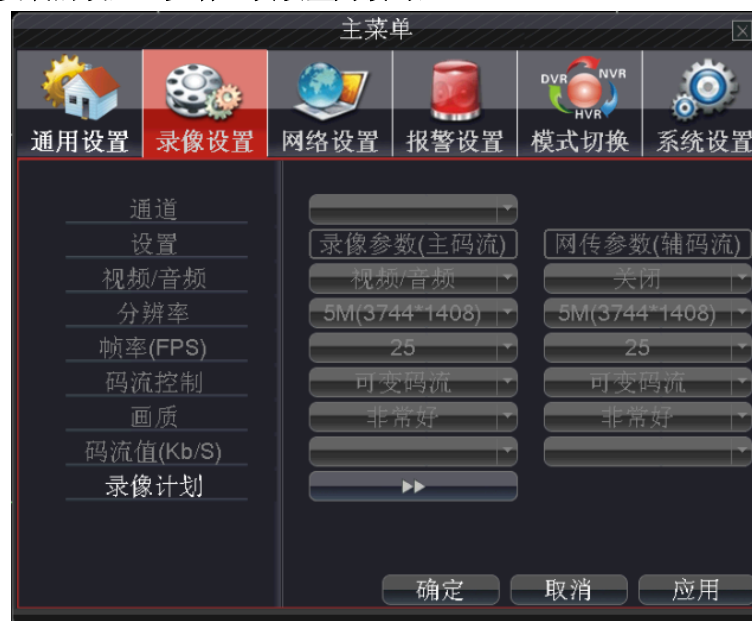 主菜单
DVR NVR HVR
通用设置 录像设置 网络设置 报警设置 模式切换 系统设置
通道
设置 录像参数(主码流) 网传参数(辅码流)
视频/音频 视频/音频 关闭
分辨率 5M(3744*1408) 5M(3744*1408)
帧率(FPS) 25 25
码流控制 可变码流 可变码流
画质 非常好 非常好
码流值(Kb/S)
录像计划
确定 取消 应用